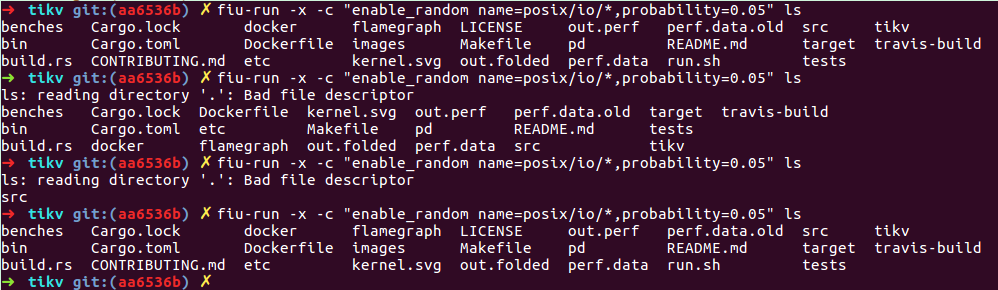 ➜ tikv git:(aa6536b) ✗ fiu-run -x -c "enable_random name=posix/io/*,probability=0.05" ls
benches Cargo.lock docker flamegraph LICENSE out.perf perf.data.old src tikv
bin Cargo.toml Dockerfile images Makefile pd README.md target travis-build
build.rs CONTRIBUTING.md etc kernel.svg out.folded perf.data run.sh tests
➜ tikv git:(aa6536b) ✗ fiu-run -x -c "enable_random name=posix/io/*,probability=0.05" ls
ls: reading directory '.': Bad file descriptor
benches Cargo.lock Dockerfile kernel.svg out.perf perf.data.old target travis-build
bin Cargo.toml etc Makefile pd README.md tests
build.rs docker flamegraph out.folded perf.data src tikv
➜ tikv git:(aa6536b) ✗ fiu-run -x -c "enable_random name=posix/io/*,probability=0.05" ls
ls: reading directory '.': Bad file descriptor
src
➜ tikv git:(aa6536b) ✗ fiu-run -x -c "enable_random name=posix/io/*,probability=0.05" ls
benches Cargo.lock docker flamegraph LICENSE out.perf perf.data.old src tikv
bin Cargo.toml Dockerfile images Makefile pd README.md target travis-build
build.rs CONTRIBUTING.md etc kernel.svg out.folded perf.data run.sh tests
➜ tikv git:(aa6536b) ✗